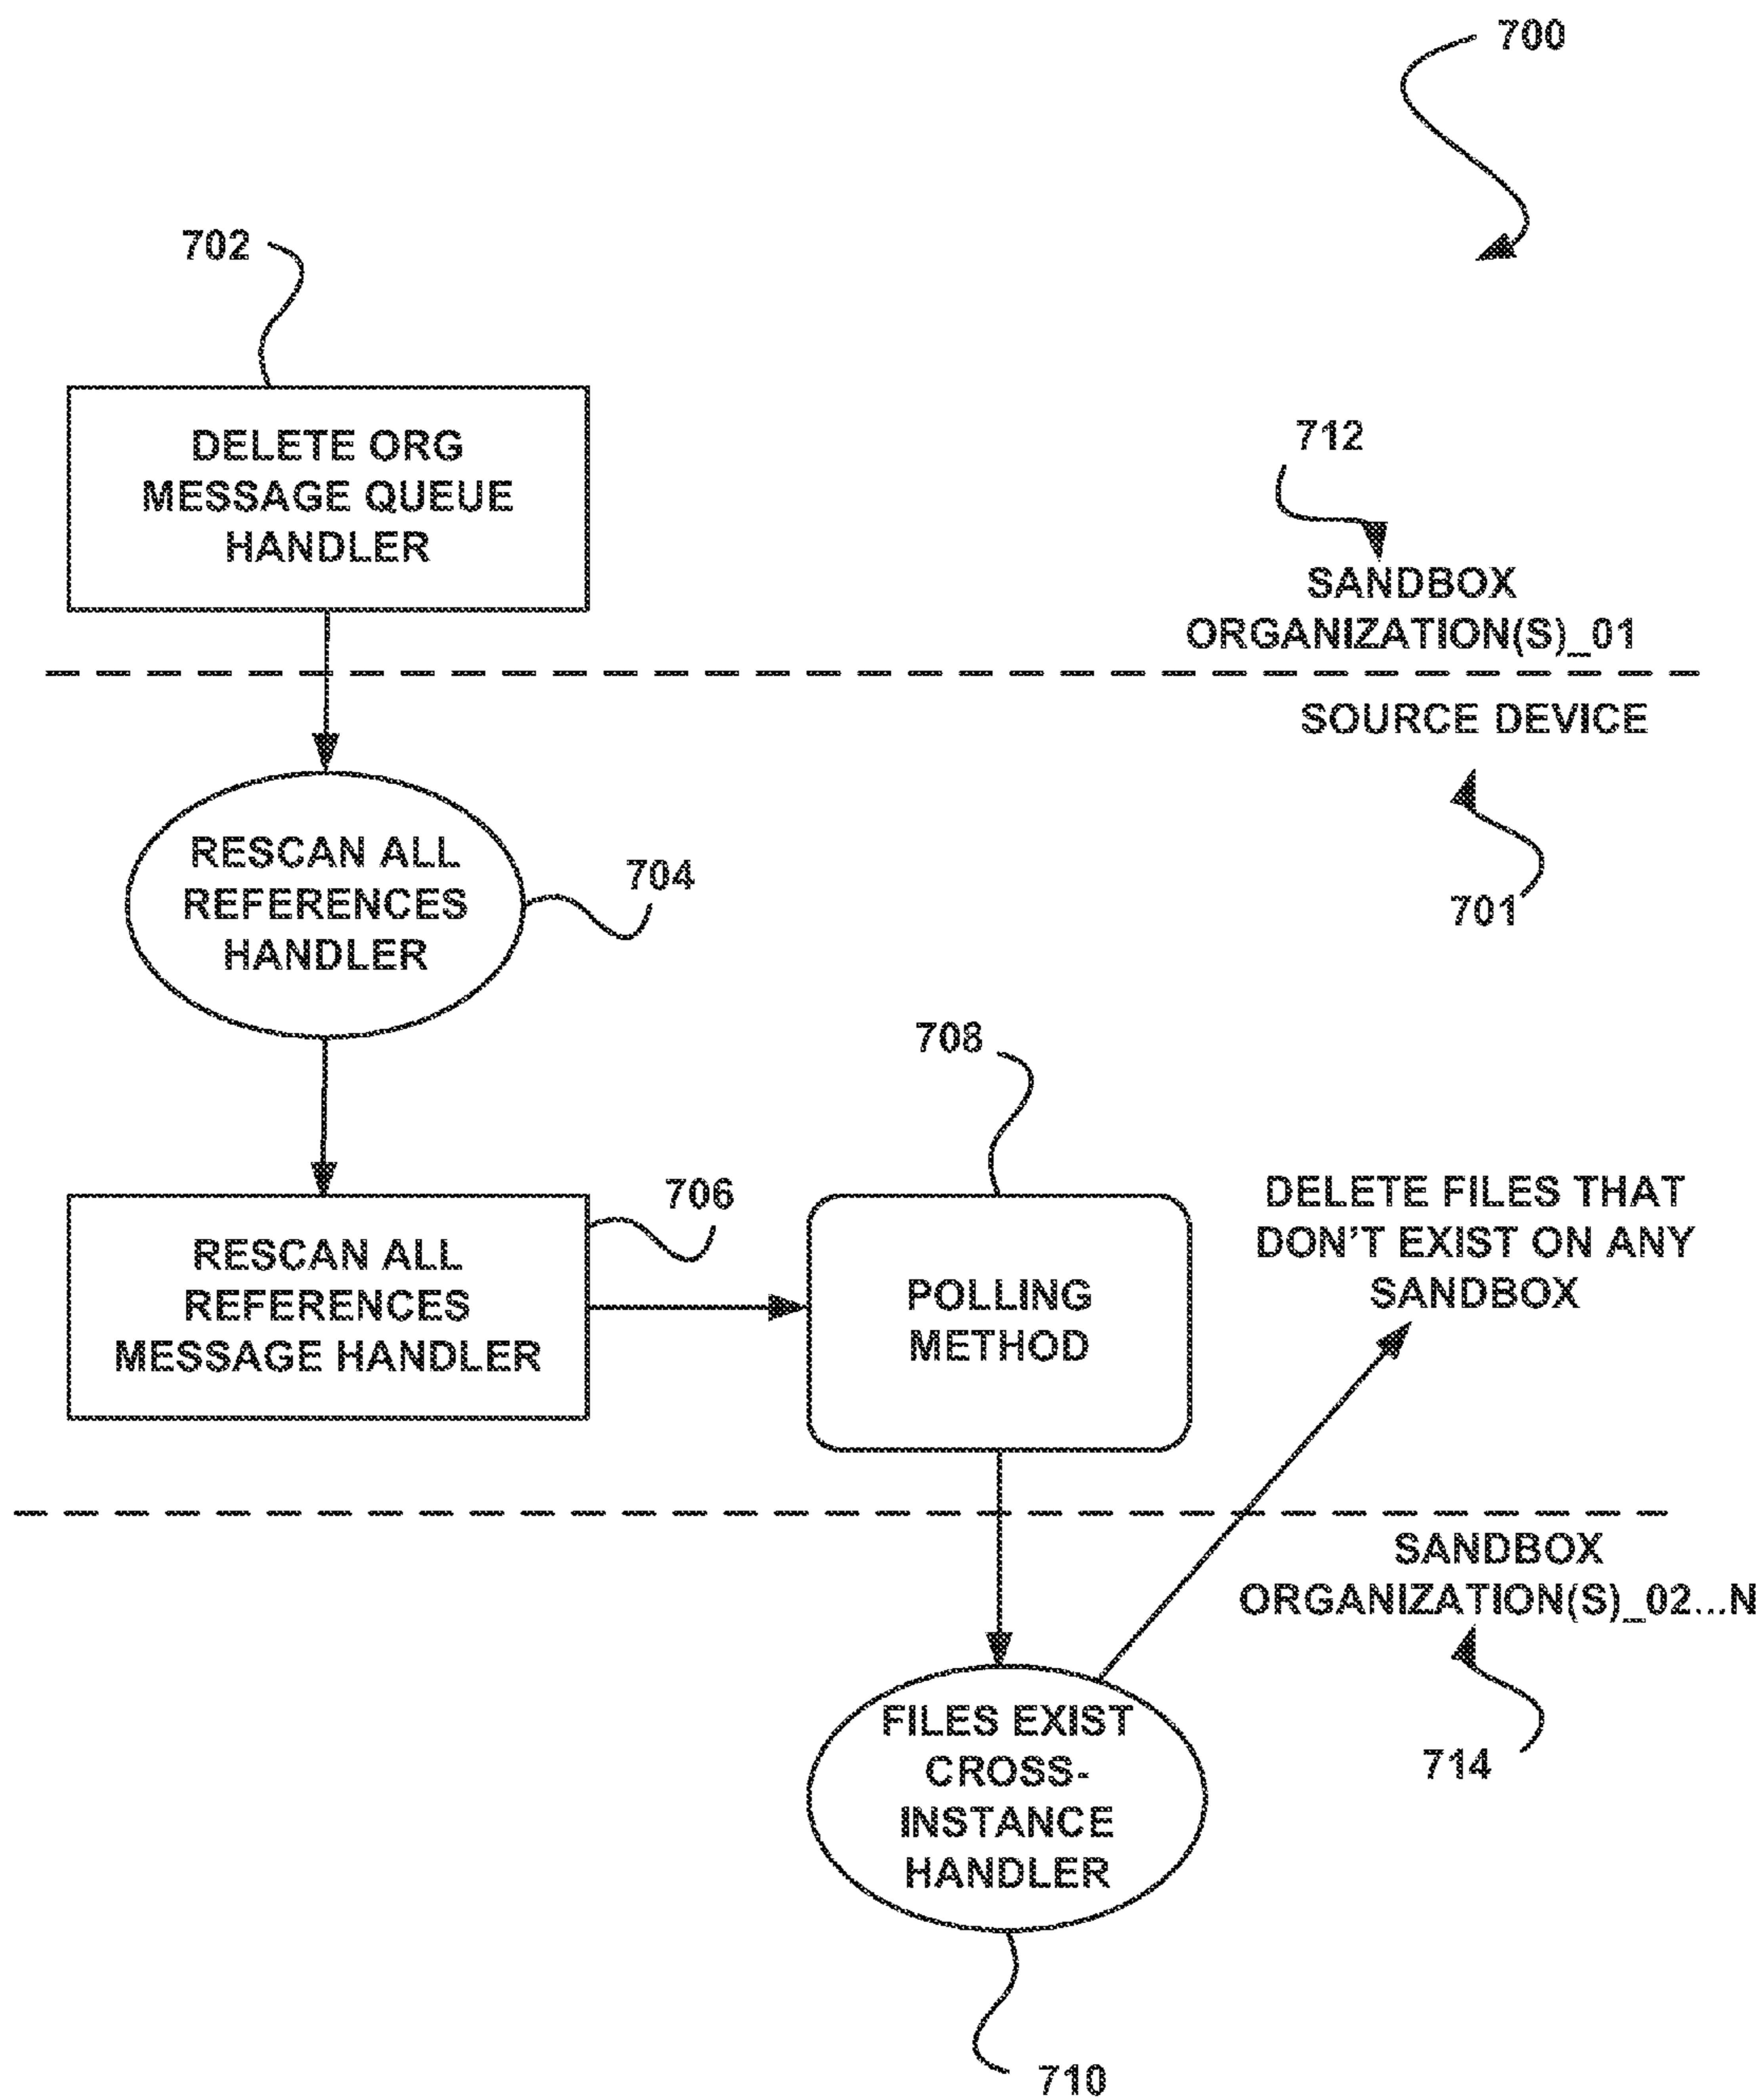 700
702
DELETE ORG
MESSAGE QUEUE
HANDLER
712
SANDBOX
ORGANIZATION(S)_01
SOURCE DEVICE
701
RESCAN ALL
REFERENCES
HANDLER
704
708
706
RESCAN ALL
REFERENCES
MESSAGE HANDLER
POLLING
METHOD
DELETE FILES THAT
DON'T EXIST ON ANY
SANDBOX
SANDBOX
ORGANIZATION(S)_02...N
714
FILES EXIST
CROSS-
INSTANCE
HANDLER
710